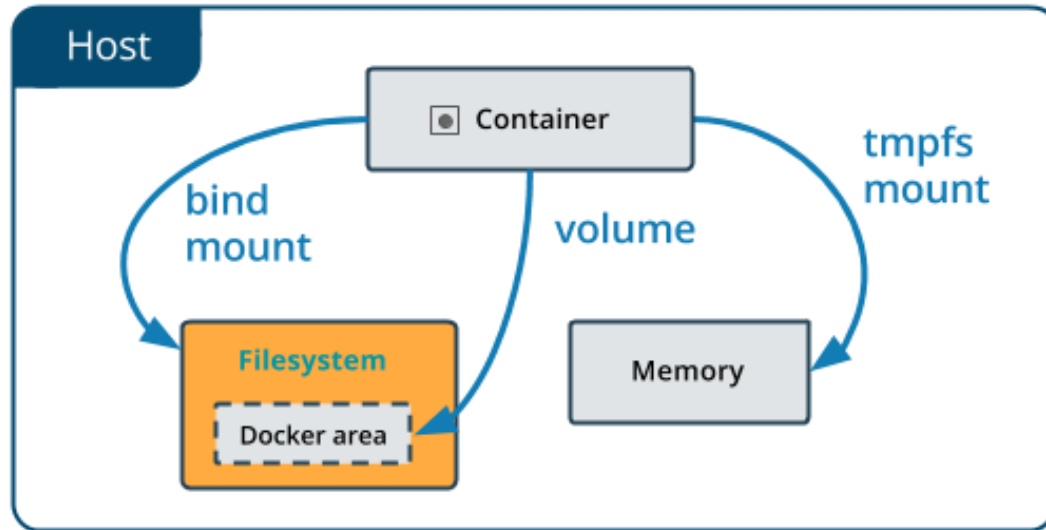 Host
Container
tmpfs
mount
bind
mount
volume
Filesystem
Memory
Docker area